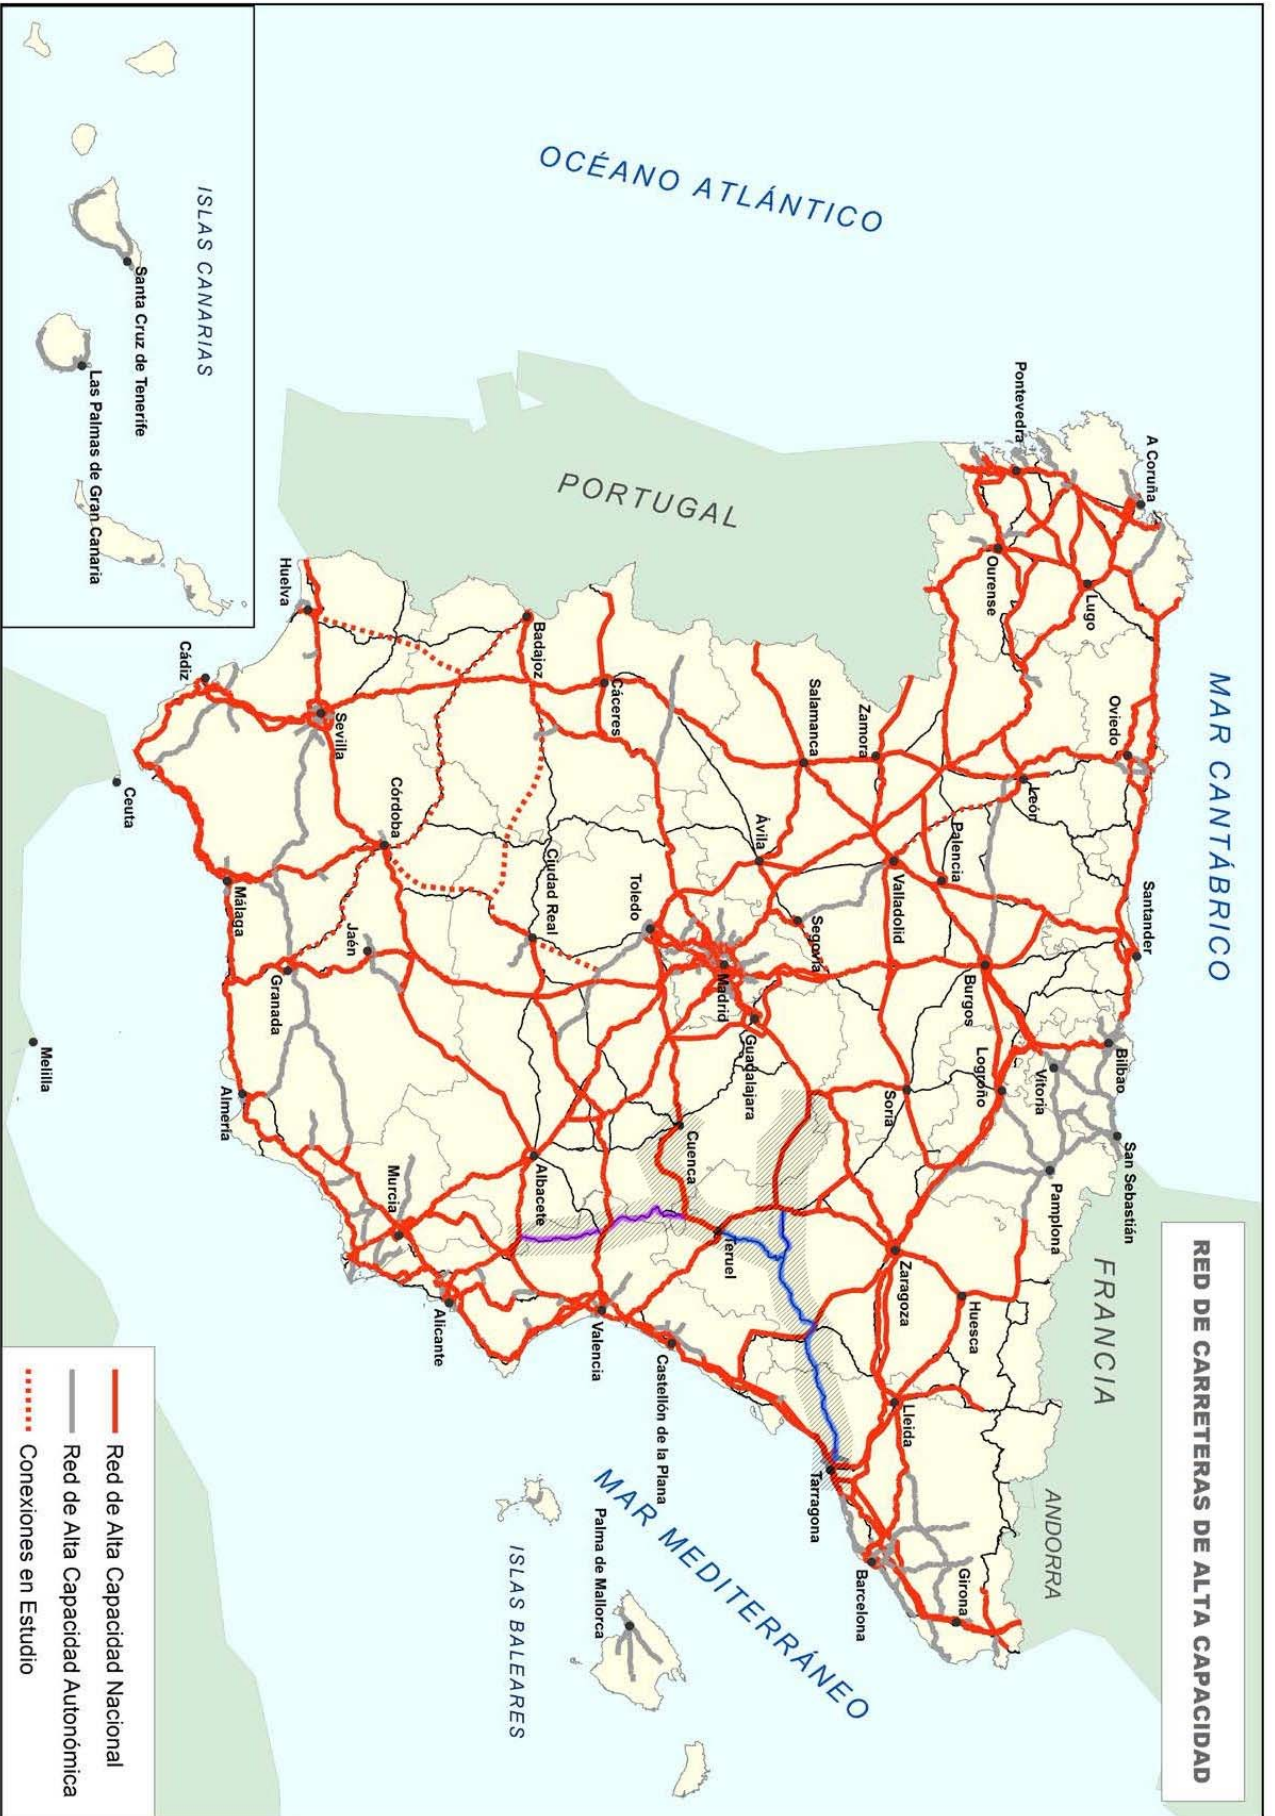 RED DE CARRETERAS DE ALTA CAPACIDAD
MAR CANTÁBRICO
FRANCIA
ANDORRA
A Coruña
Lugo
Oviedo
Santander
Bilbao
San Sebastián
Vitoria
Pamplona
Pontevedra
Ourense
León
Palencia
Burgos
Logroño
Huesca
Girona
Zamora
Valladolid
Soria
Zaragoza
Lleida
Barcelona
Salamanca
Segovia
Tarragona
OCÉANO ATLÁNTICO
PORTUGAL
Ávila
Madrid
Guadalajara
Teruel
Cáceres
Toledo
Cuenca
Castellón de la Plana
MAR MEDITERRÁNEO
Badajoz
Ciudad Real
Albacete
Valencia
Palma de Mallorca
ISLAS BALEARES
Córdoba
Jaén
Murcia
Alicante
Huelva
Sevilla
Granada
Almería
Cádiz
Málaga
Ceuta
Melilla
ISLAS CANARIAS
Santa Cruz de Tenerife
Las Palmas de Gran Canaria
Red de Alta Capacidad Nacional
Red de Alta Capacidad Autonómica
Conexiones en Estudio